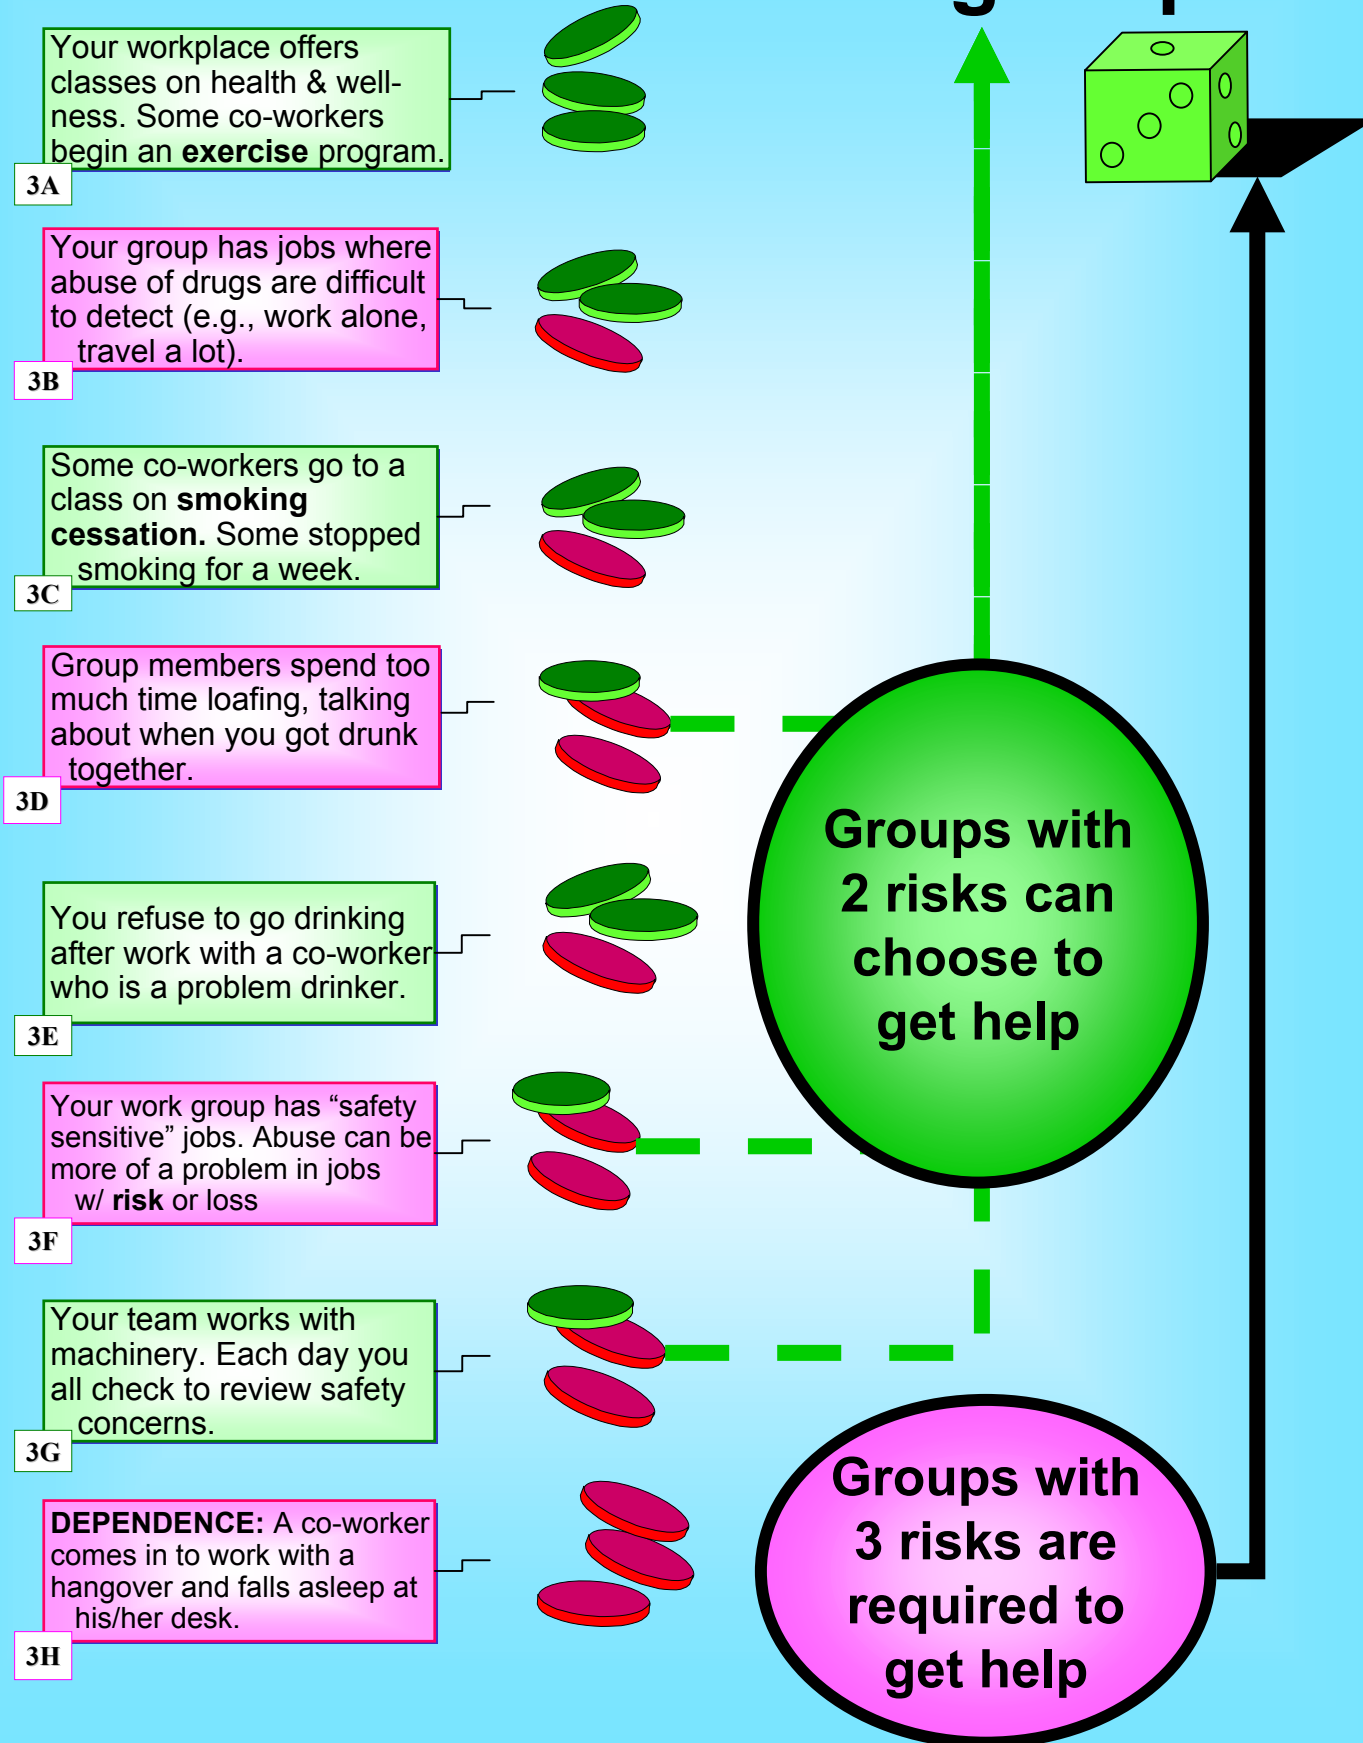 Your workplace offers
classes on health & well-
ness. Some co-workers
begin an exercise program.
3A
Your group has jobs where
abuse of drugs are difficult
to detect (e.g., work alone,
travel a lot).
3B
Some co-workers go to a
class on smoking
cessation. Some stopped
smoking for a week.
3C
Group members spend too
much time loafing, talking
about when you got drunk
together.
3D
You refuse to go drinking
after work with a co-worker
who is a problem drinker.
3E
Your work group has “safety
sensitive” jobs. Abuse can be
more of a problem in jobs
w/ risk or loss
3F
Your team works with
machinery. Each day you
all check to review safety
concerns.
3G
DEPENDENCE: A co-worker
comes in to work with a
hangover and falls asleep at
his/her desk.
3H
Groups with
2 risks can
choose to
get help
Groups with
3 risks are
required to
get help